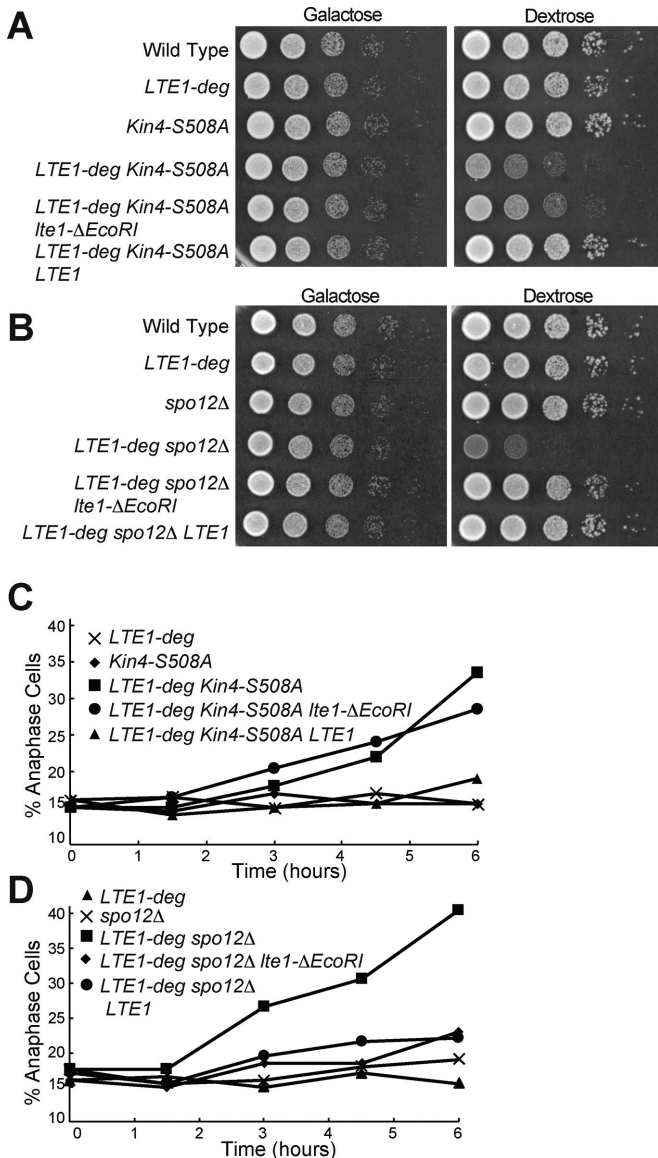 A
Galactose
Dextrose
Wild Type
LTE1-deg
Kin4-S508A
LTE1-deg Kin4-S508A
LTE1-deg Kin4-S508A
lte1-ΔEcoRI
LTE1-deg Kin4-S508A
LTE1
B
Galactose
Dextrose
Wild Type
LTE1-deg
spo12Δ
LTE1-deg spo12Δ
LTE1-deg spo12Δ
lte1-ΔEcoRI
LTE1-deg spo12Δ LTE1
C
% Anaphase Cells
40
35
30
25
20
15
10
LTE1-deg
Kin4-S508A
LTE1-deg Kin4-S508A
LTE1-deg Kin4-S508A lte1-ΔEcoRI
LTE1-deg Kin4-S508A LTE1
0 1 2 3 4 5 6
Time (hours)
D
% Anaphase Cells
40
35
30
25
20
15
10
LTE1-deg
spo12Δ
LTE1-deg spo12Δ
LTE1-deg spo12Δ lte1-ΔEcoRI
LTE1-deg spo12Δ
LTE1
0 1 2 3 4 5 6
Time (hours)